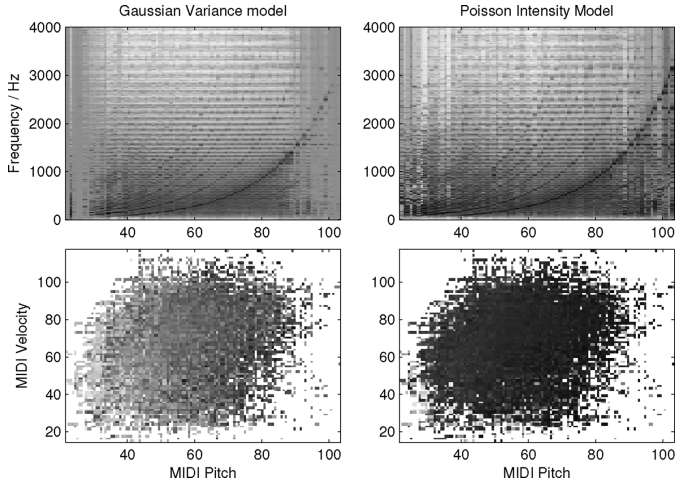 Gaussian Variance model
Poisson Intensity Model
Frequency / Hz
4000
3000
2000
1000
0
40 60 80 100
4000
3000
2000
1000
0
40 60 80 100
MIDI Velocity
100
80
60
40
20
40 60 80 100
MIDI Pitch
100
80
60
40
20
40 60 80 100
MIDI Pitch